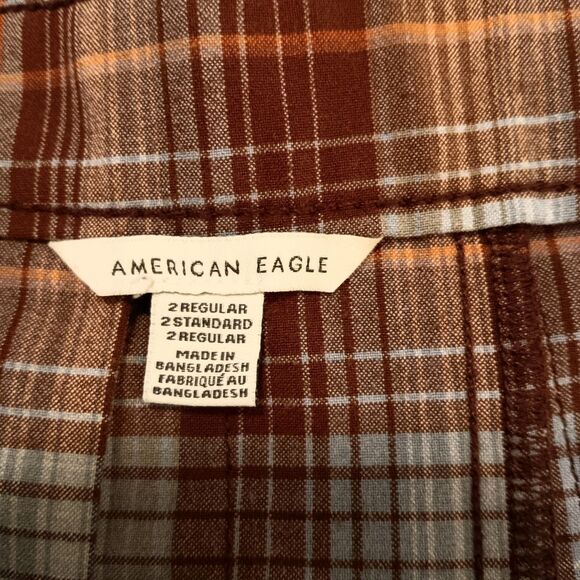 AMERICAN EAGLE
2 REGULAR
2 STANDARD
2 REGULAR
MADE IN
BANGLADESH
FABRIQUÉ AU
BANGLADESH